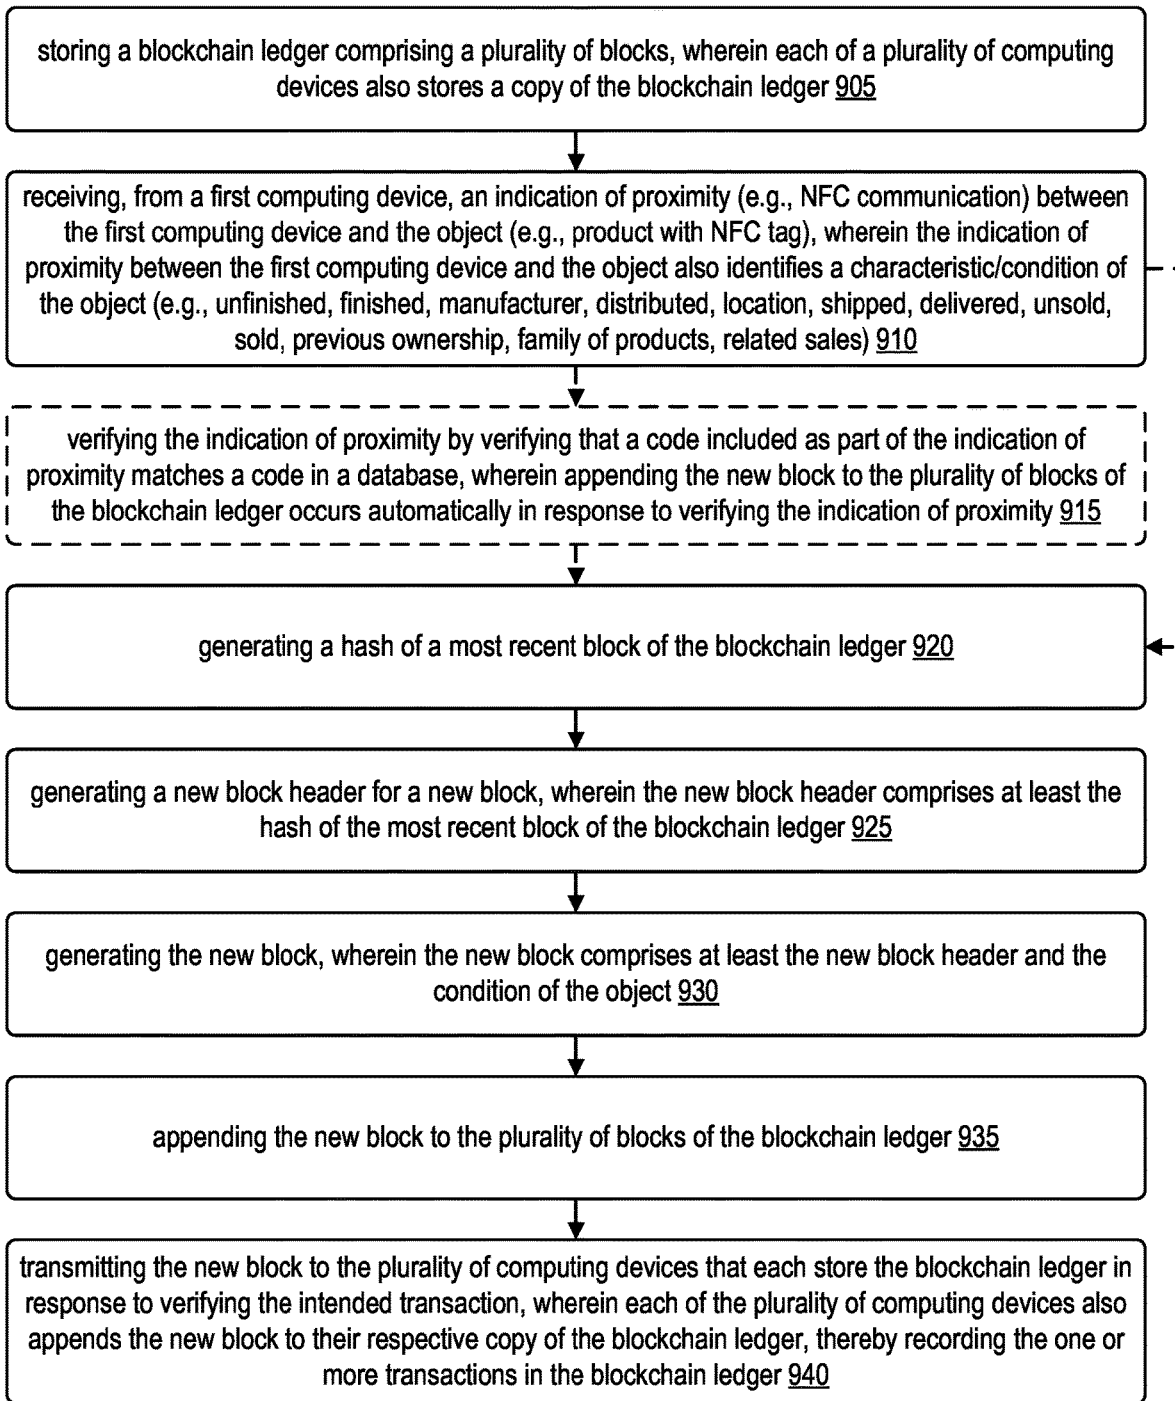 storing a blockchain ledger comprising a plurality of blocks, wherein each of a plurality of computing
devices also stores a copy of the blockchain ledger 905
receiving, from a first computing device, an indication of proximity (e.g., NFC communication) between
the first computing device and the object (e.g., product with NFC tag), wherein the indication of
proximity between the first computing device and the object also identifies a characteristic/condition of
the object (e.g., unfinished, finished, manufacturer, distributed, location, shipped, delivered, unsold,
sold, previous ownership, family of products, related sales) 910
verifying the indication of proximity by verifying that a code included as part of the indication of
proximity matches a code in a database, wherein appending the new block to the plurality of blocks of
the blockchain ledger occurs automatically in response to verifying the indication of proximity 915
generating a hash of a most recent block of the blockchain ledger 920
generating a new block header for a new block, wherein the new block header comprises at least the
hash of the most recent block of the blockchain ledger 925
generating the new block, wherein the new block comprises at least the new block header and the
condition of the object 930
appending the new block to the plurality of blocks of the blockchain ledger 935
transmitting the new block to the plurality of computing devices that each store the blockchain ledger in
response to verifying the intended transaction, wherein each of the plurality of computing devices also
appends the new block to their respective copy of the blockchain ledger, thereby recording the one or
more transactions in the blockchain ledger 940